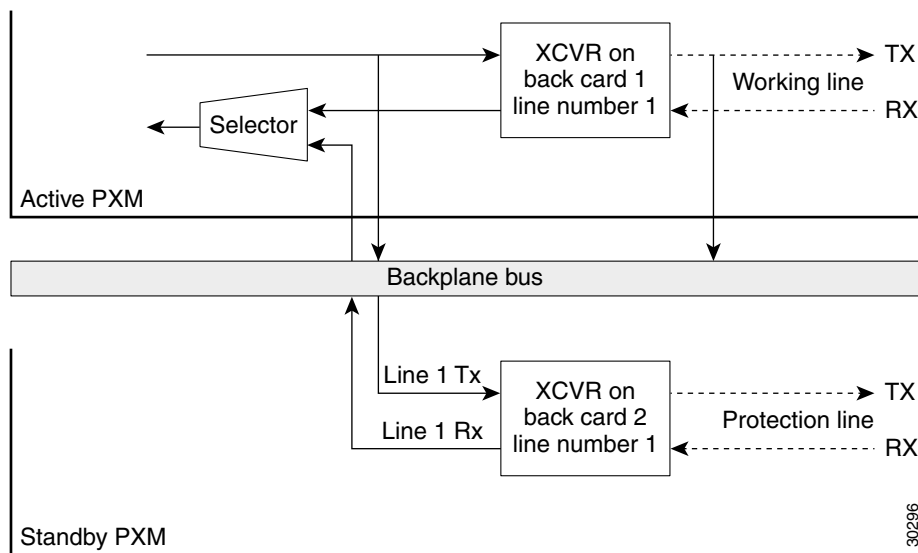 XCVR on
back card 1
line number 1
TX
Working line
RX
Selector
Active PXM
Backplane bus
Line 1 Tx
Line 1 Rx
XCVR on
back card 2
line number 1
TX
Protection line
RX
Standby PXM
30296